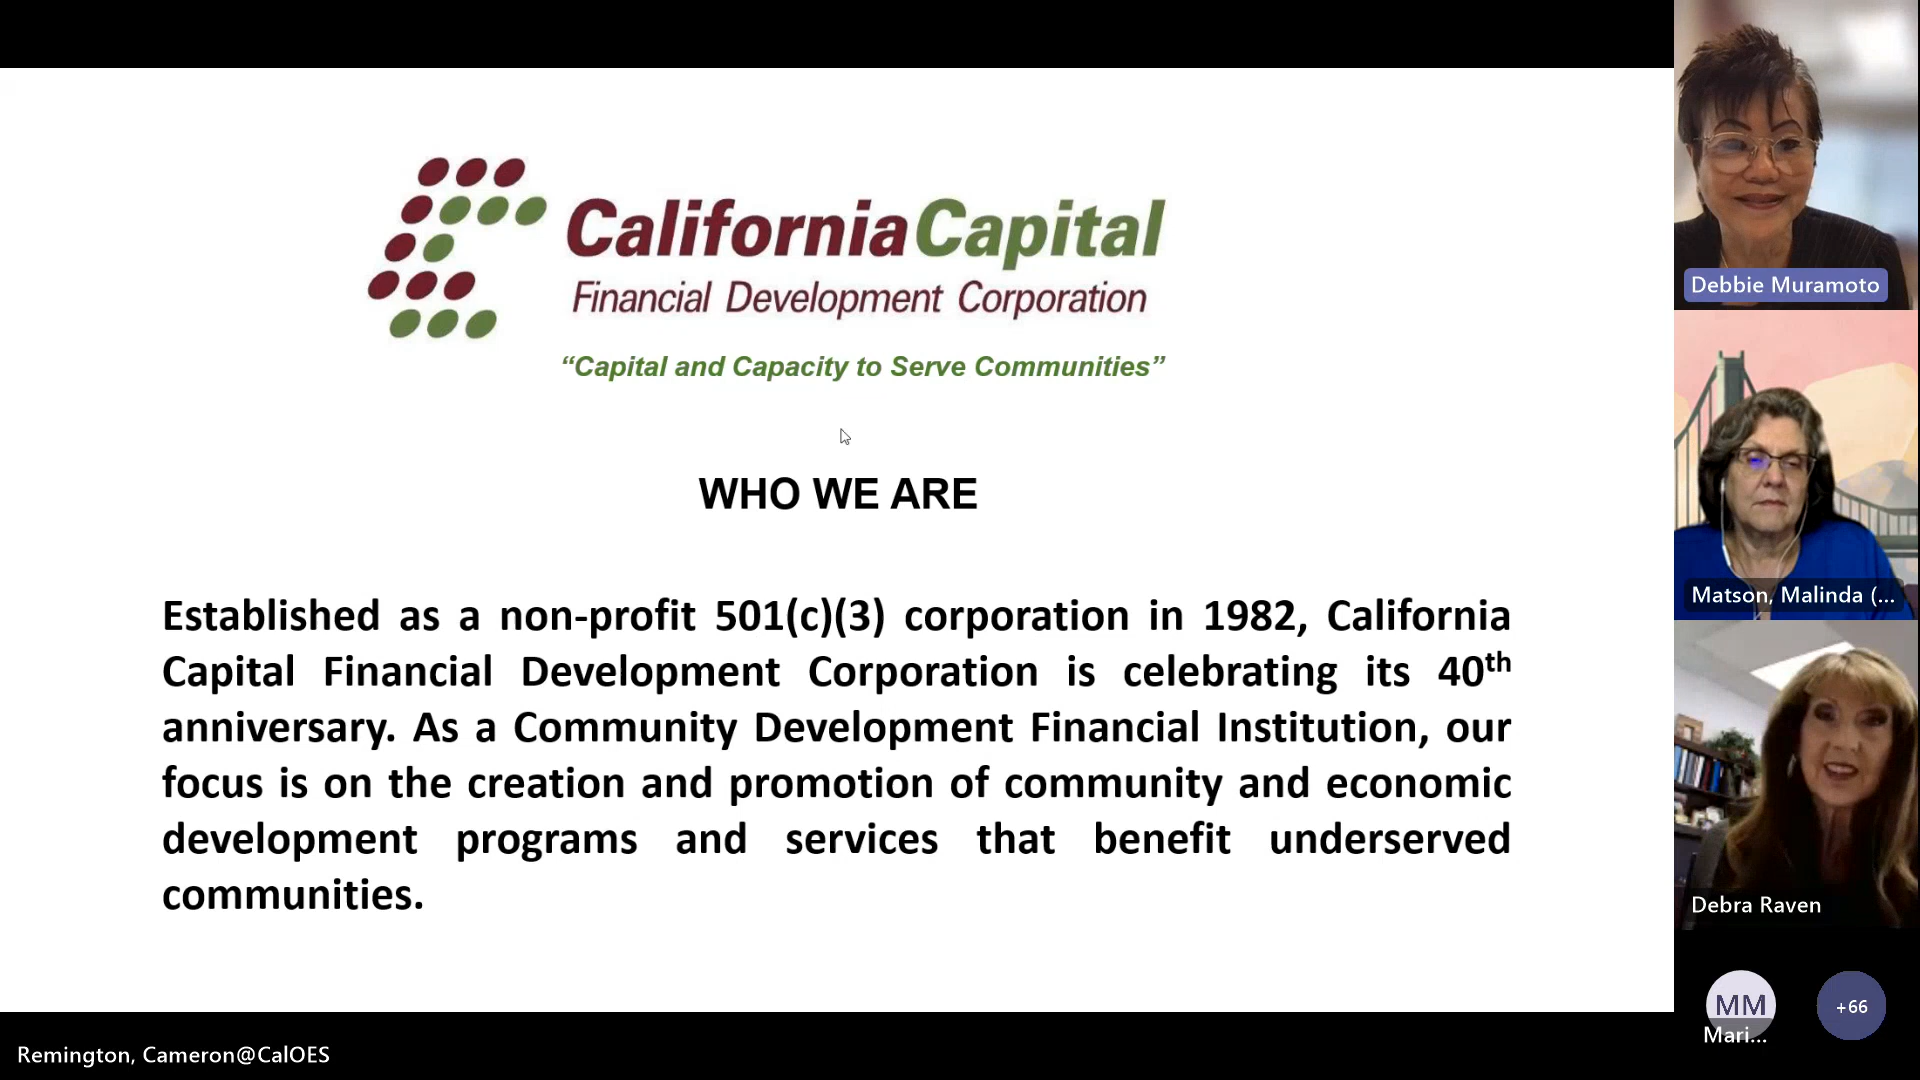 CaliforniaCapital
Financial Development Corporation
“Capital and Capacity to Serve Communities”
WHO WE ARE
Established as a non-profit 501(c)(3) corporation in 1982, California
Capital Financial Development Corporation is celebrating its 40th
anniversary. As a Community Development Financial Institution, our
focus is on the creation and promotion of community and economic
development programs and services that benefit underserved
communities.
Debbie Muramoto
Matson, Malinda (...
Debra Raven
MM
Mari...
+66
Remington, Cameron@CalOES